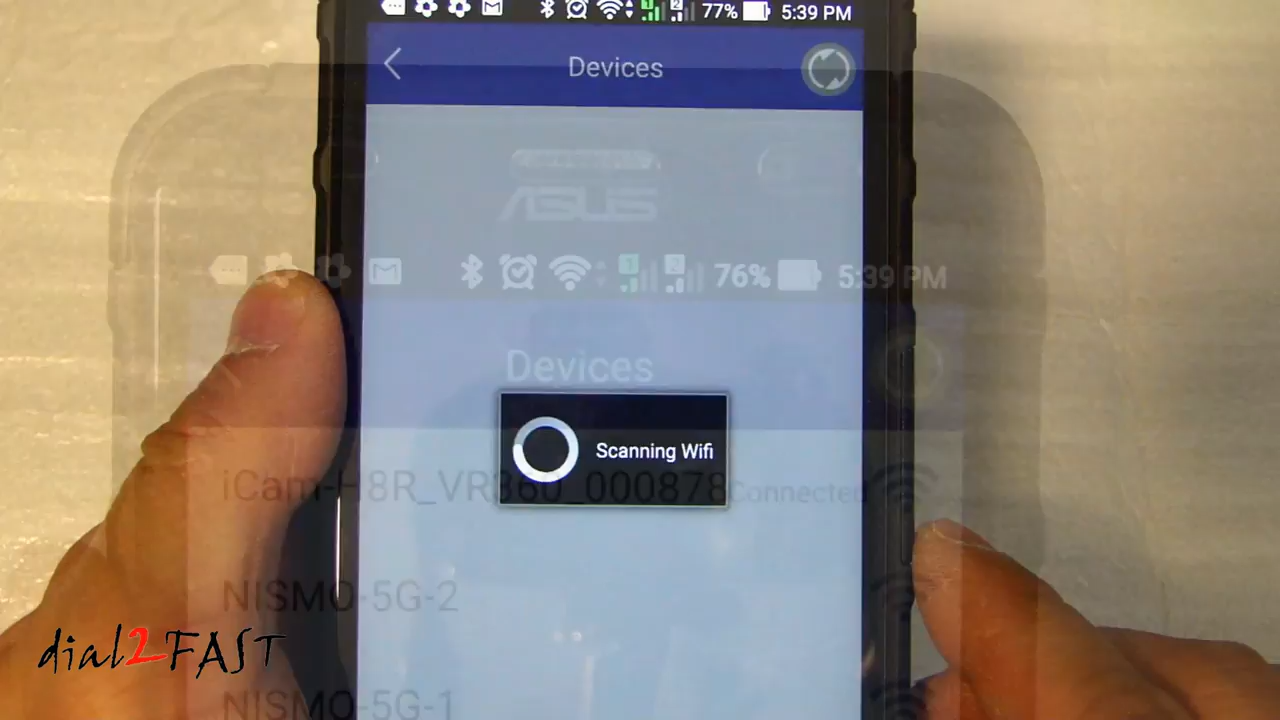 77% 5:39 PM
Devices
ASUS
76% 5:39 PM
Devices
Scanning Wifi
iCam-H8R_VR360_000878 Connected
NISMO-5G-2
dial2FAST
NISMO-5G-1